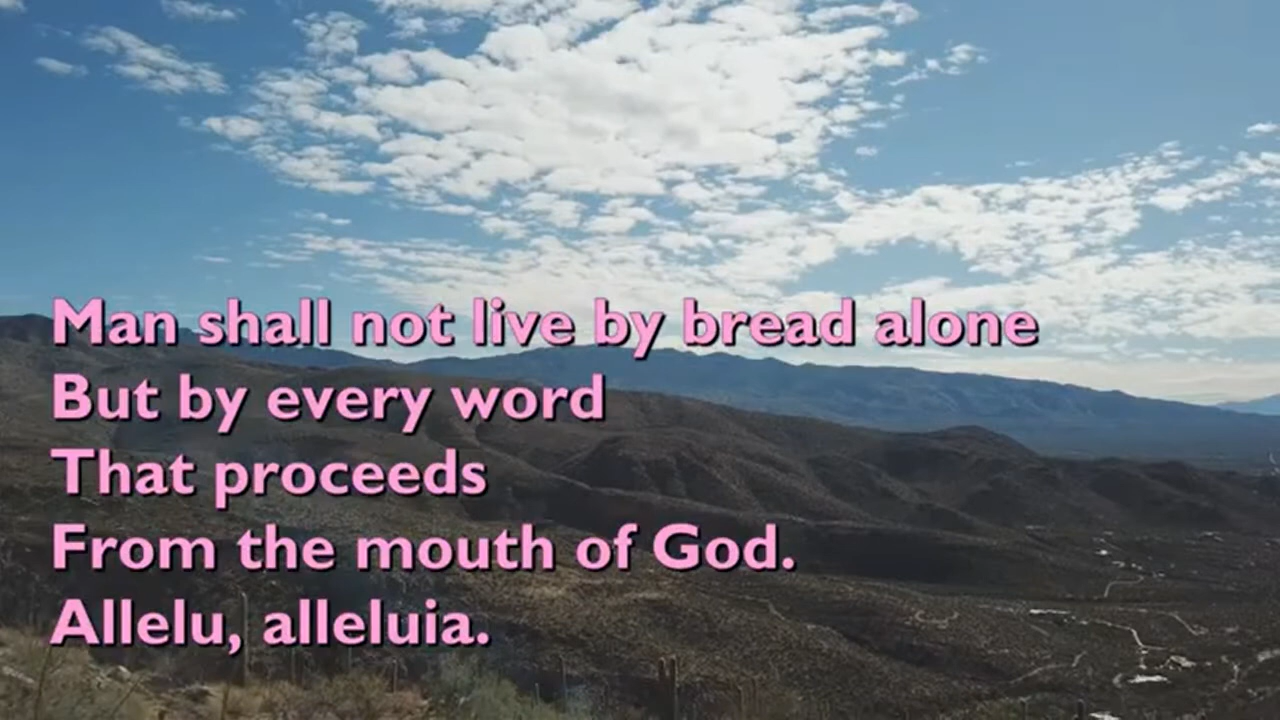 Man shall not live by bread alone
But by every word
That proceeds
From the mouth of God.
Allelu, alleluia.